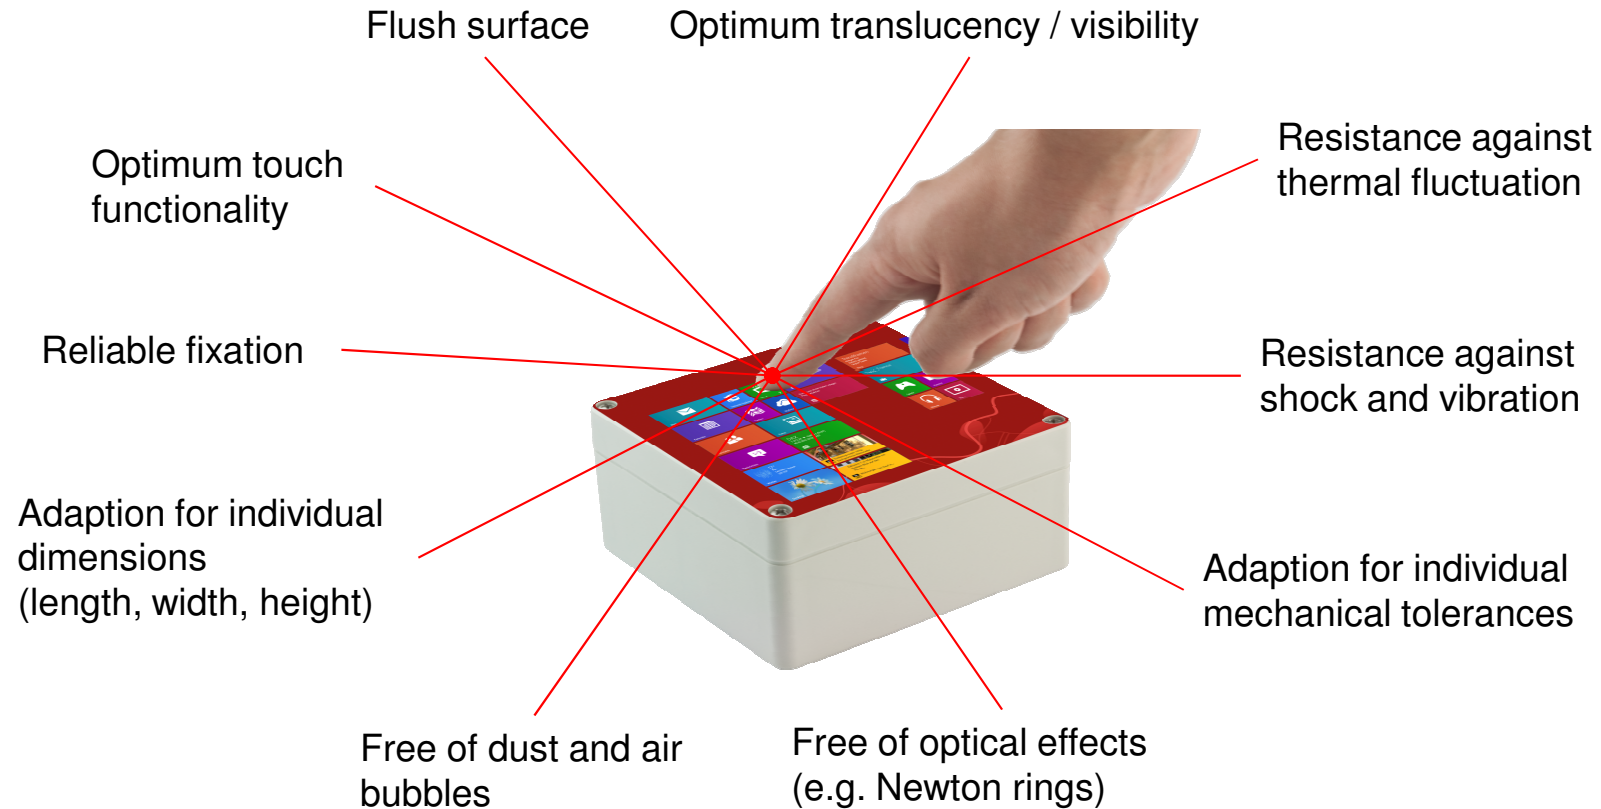 Flush surface
Optimum translucency / visibility
Resistance against
thermal fluctuation
Optimum touch
functionality
Reliable fixation
Resistance against
shock and vibration
Adaption for individual
dimensions
(length, width, height)
Adaption for individual
mechanical tolerances
Free of dust and air
bubbles
Free of optical effects
(e.g. Newton rings)